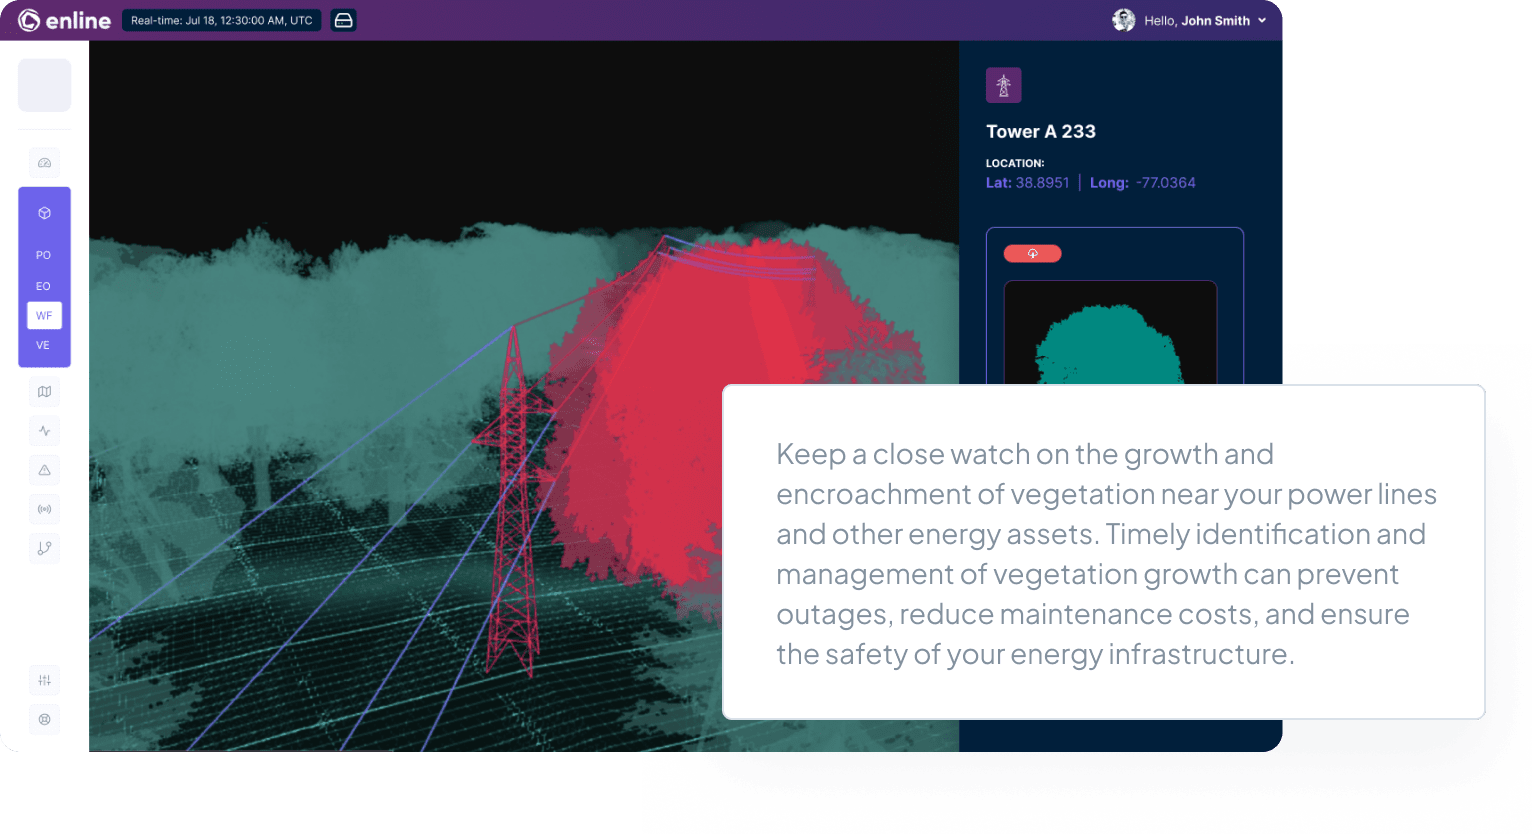 enline
Real-time: Jul 18, 12:30:00 AM, UTC
Hello, John Smith
PO
EO
WF
VE
Tower A 233
LOCATION:
Lat: 38.8951 | Long: -77.0364
Keep a close watch on the growth and
encroachment of vegetation near your power lines
and other energy assets. Timely identification and
management of vegetation growth can prevent
outages, reduce maintenance costs, and ensure
the safety of your energy infrastructure.